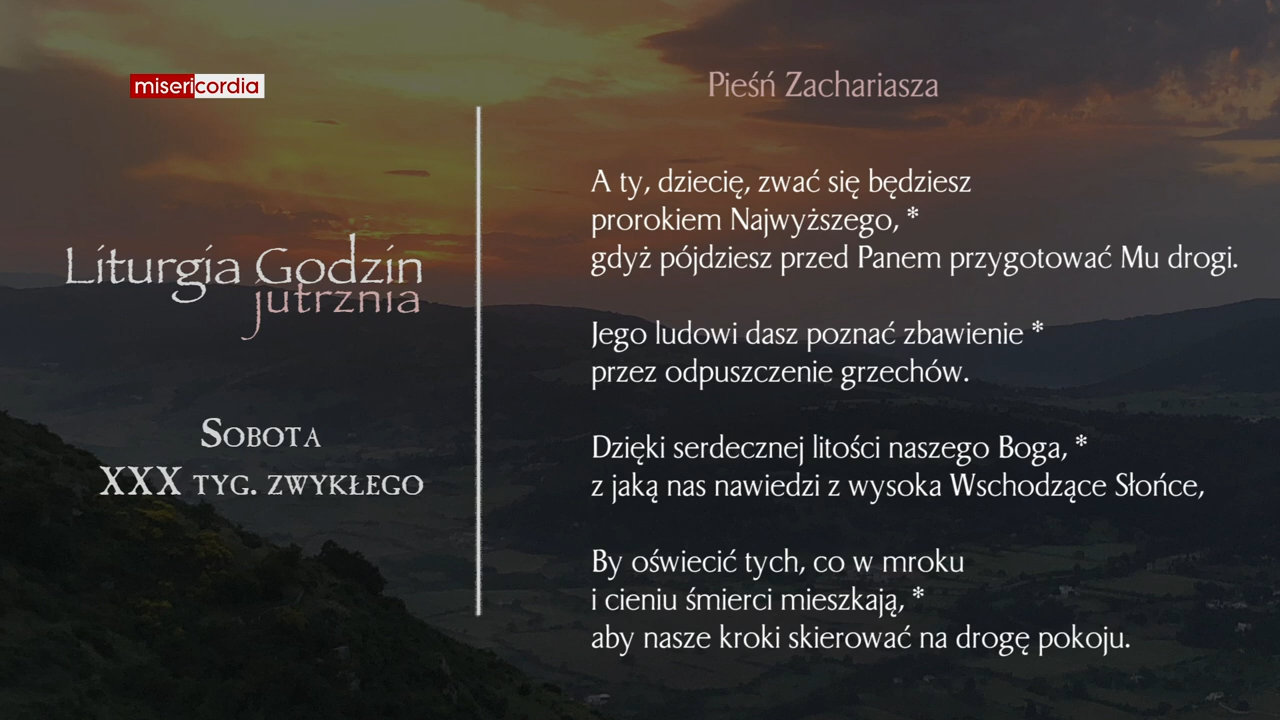 misericordia
Liturgia Godzin
jutrznia
Sobota
XXX tyg. zwykłego
Pieśń Zachariasza
A ty, dziecię, zwać się będziesz
prorokiem Najwyższego, *
gdyż pójdziesz przed Panem przygotować Mu drogi.
Jego ludowi dasz poznać zbawienie *
przez odpuszczenie grzechów.
Dzięki serdecznej litości naszego Boga, *
z jaką nas nawiedzi z wysoka Wschodzące Słońce,
By oświecić tych, co w mroku
i cieniu śmierci mieszkają, *
aby nasze kroki skierować na drogę pokoju.